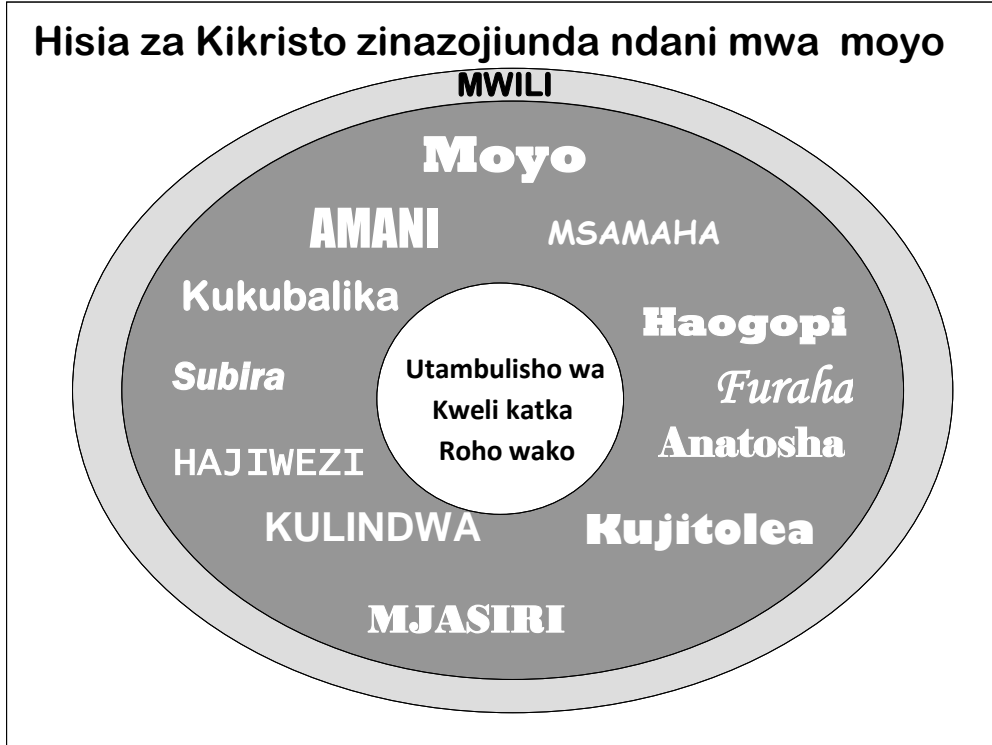 Hisia za Kikristo zinazojiunda ndani mwa moyo
MWILI
Moyo
AMANI
MSAMAHA
Kukubalika
Haogopi
Subira
Furaha
Utambulisho wa
Kweli katka
Roho wako
Anatosha
HAJIWEZI
KULINDWA
Kujitolea
MJASIRI